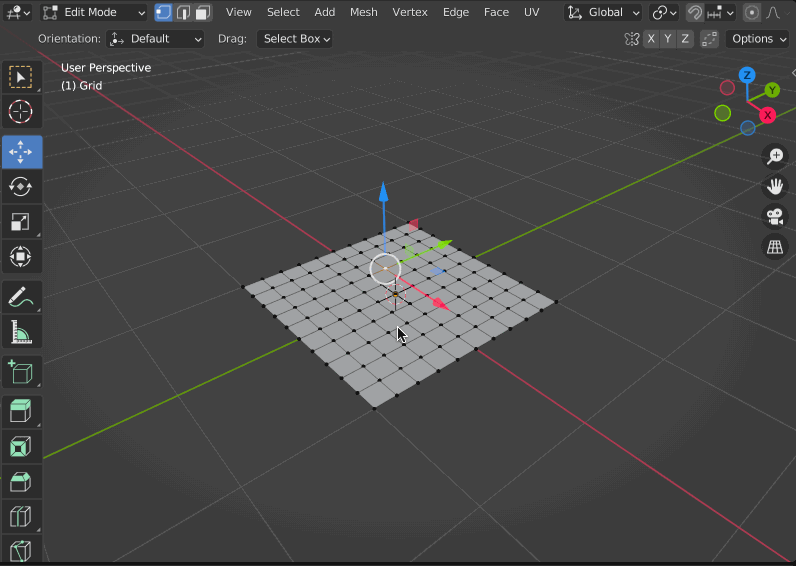 Edit Mode View Select Add Mesh Vertex Edge Face UV Global
Orientation: Default Drag: Select Box X Y Z Options
User Perspective
(1) Grid
Z
Y
X